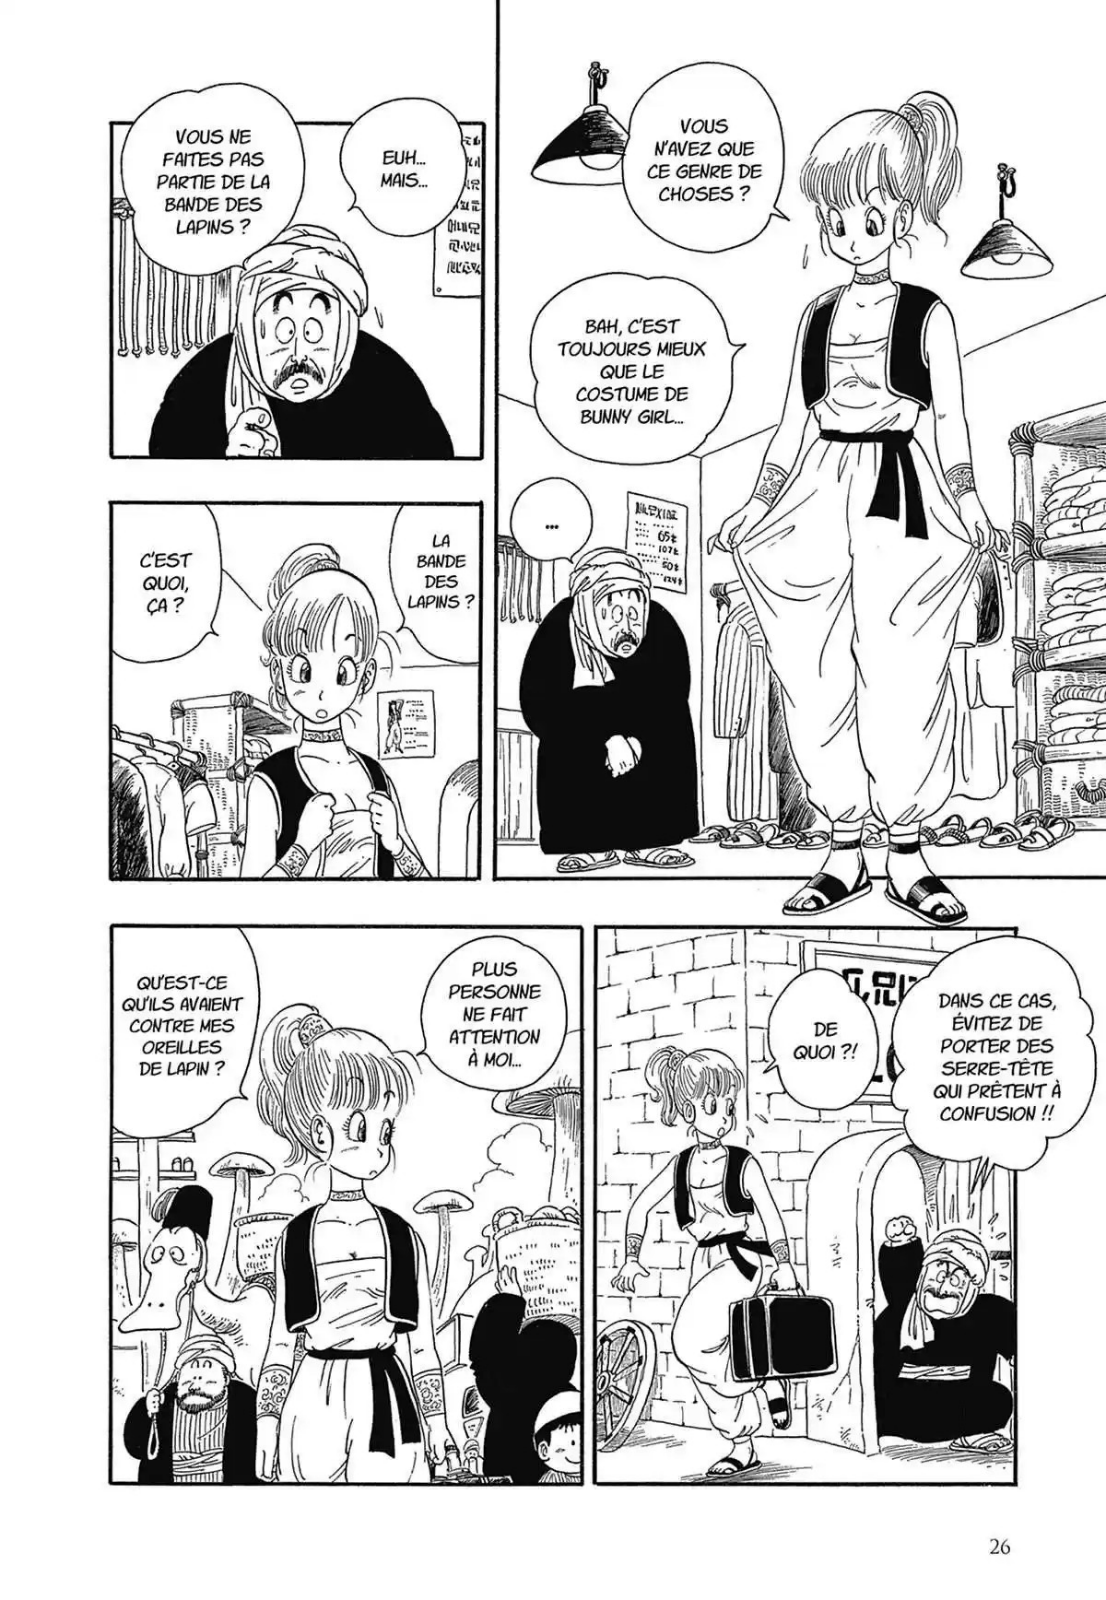 VOUS
N'AVEZ QUE
CE GENRE DE
CHOSES ?
BAH, C'EST
TOUJOURS MIEUX
QUE LE
COSTUME DE
BUNNY GIRL...
...
EUH...
MAIS...
VOUS NE
FAITES PAS
PARTIE DE LA
BANDE DES
LAPINS ?
LA
BANDE
DES
LAPINS ?
C'EST
QUOI,
ÇA ?
DANS CE CAS,
ÉVITEZ DE
PORTER DES
SERRE-TÊTE
QUI PRÊTENT À
CONFUSION !!
DE
QUOI ?!
PLUS
PERSONNE
NE FAIT
ATTENTION
À MOI...
QU'EST-CE
QU'ILS AVAIENT
CONTRE MES
OREILLES
DE LAPIN ?
26